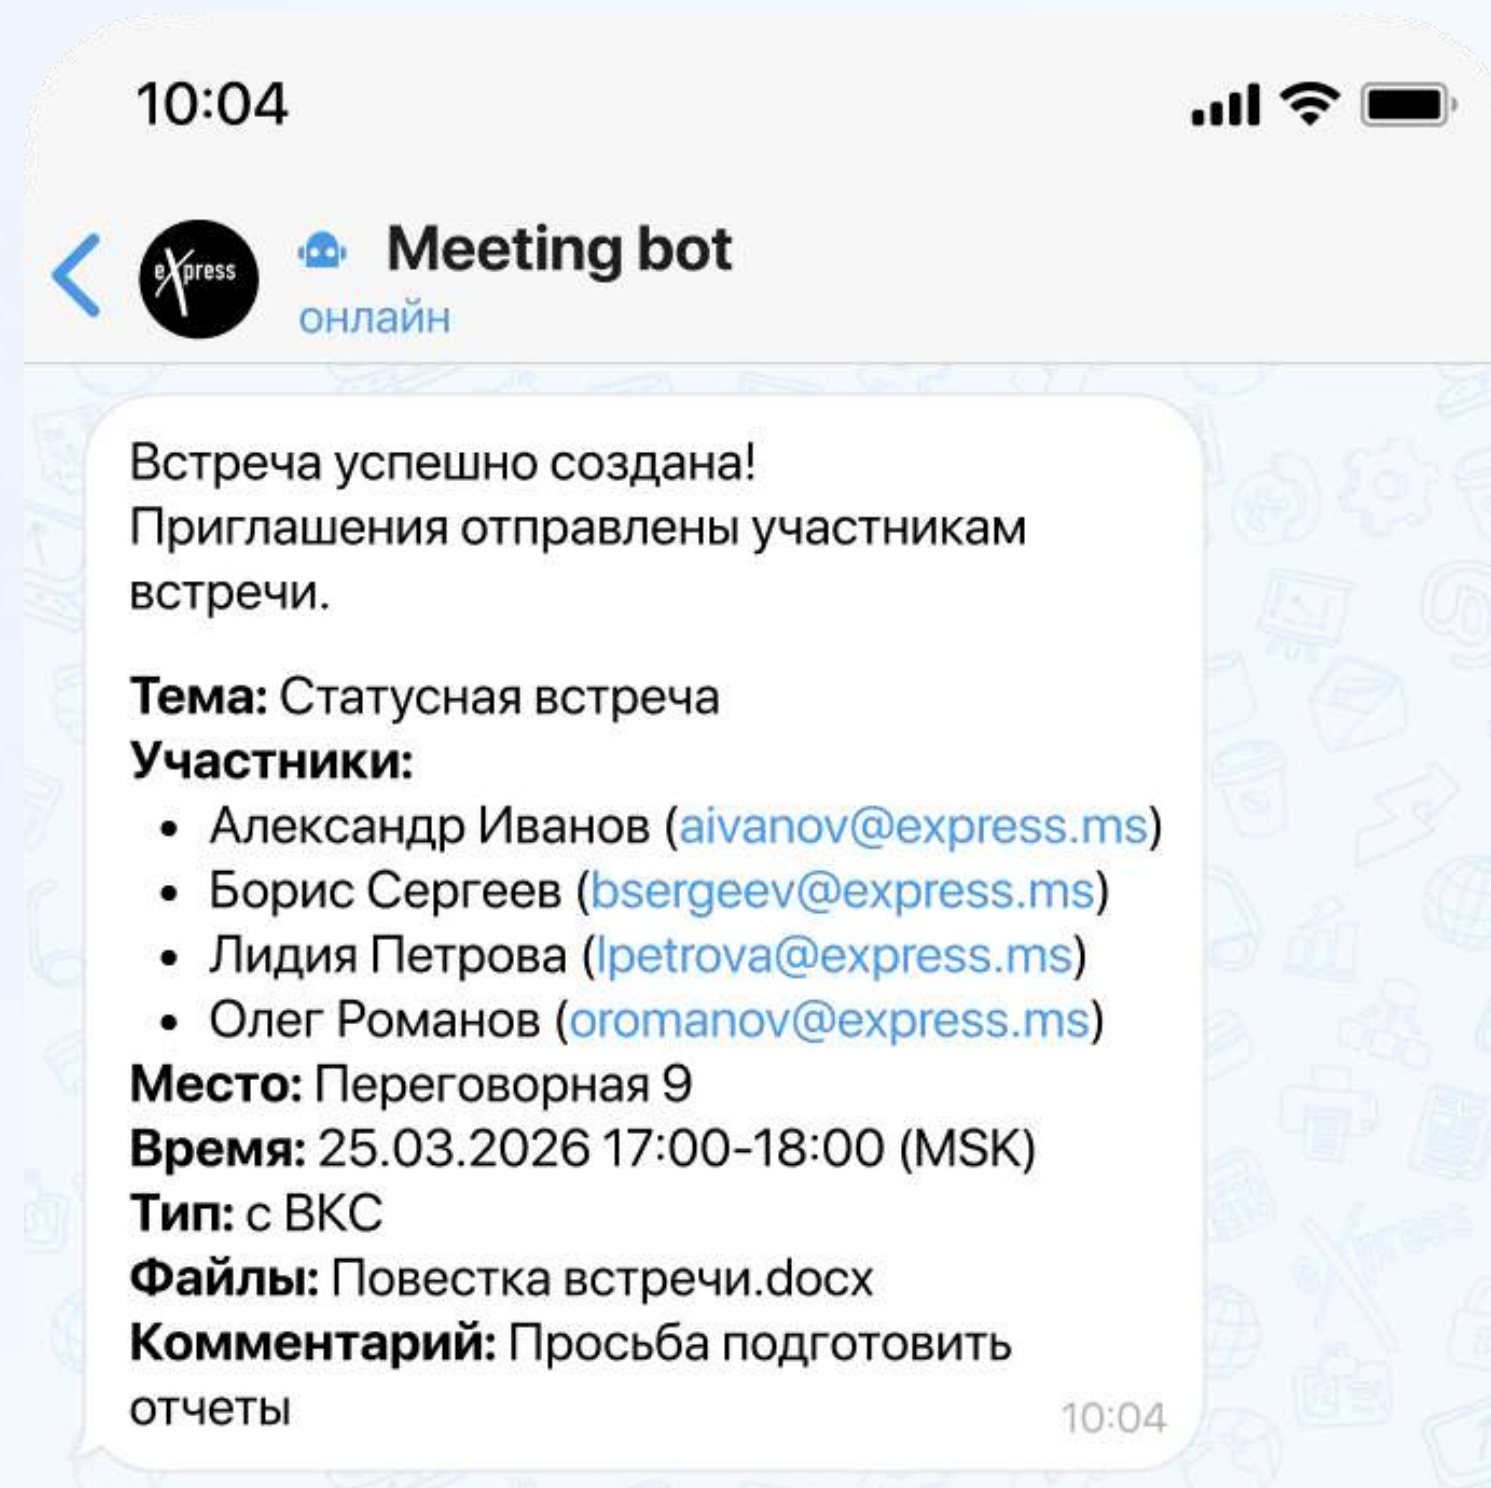 10:04
eXpress
Meeting bot
онлайн
Встреча успешно создана!
Приглашения отправлены участникам
встречи.
Тема: Статусная встреча
Участники:
• Александр Иванов (aivanov@express.ms)
• Борис Сергеев (bsergeev@express.ms)
• Лидия Петрова (lpetrova@express.ms)
• Олег Романов (oromanov@express.ms)
Место: Переговорная 9
Время: 25.03.2026 17:00-18:00 (MSK)
Тип: с ВКС
Файлы: Повестка встречи.docx
Комментарий: Просьба подготовить
отчеты
10:04